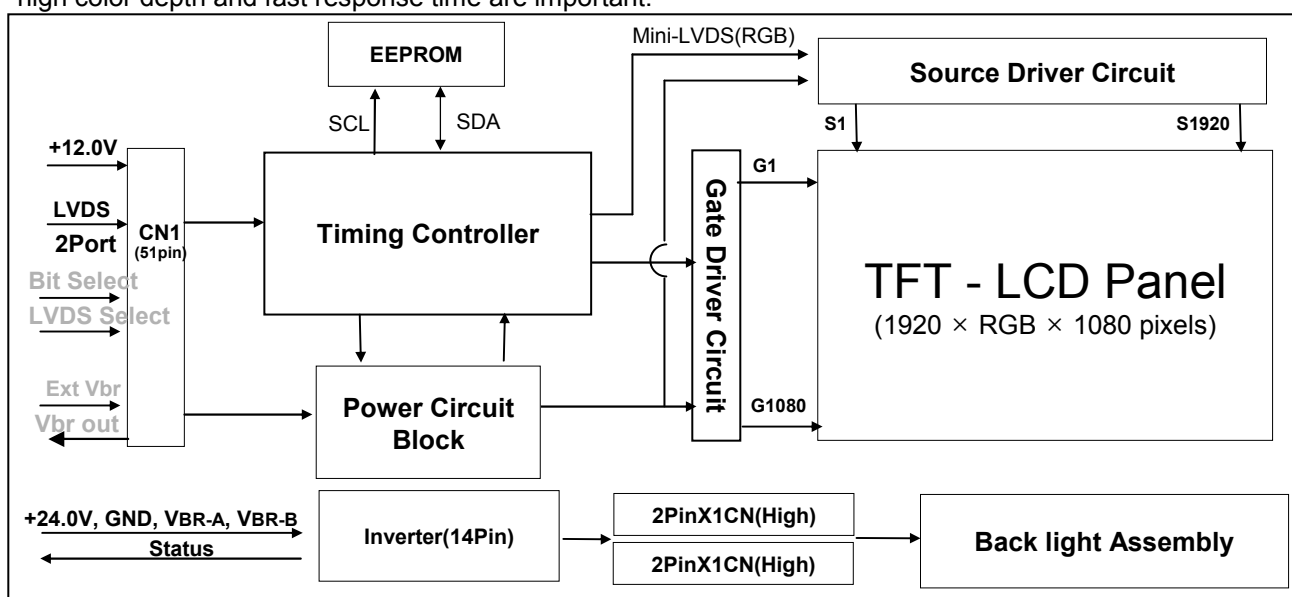 high color depth and fast response time are important.
EEPROM
Mini-LVDS(RGB)
Source Driver Circuit
SCL
SDA
S1
S1920
+12.0V
LVDS
2Port
CN1
(51pin)
Bit Select
LVDS Select
Ext Vbr
Vbr out
Timing Controller
Power Circuit
Block
Gate Driver Circuit
G1
G1080
TFT - LCD Panel
(1920 × RGB × 1080 pixels)
+24.0V, GND, VBR-A, VBR-B
Status
Inverter(14Pin)
2PinX1CN(High)
2PinX1CN(High)
Back light Assembly